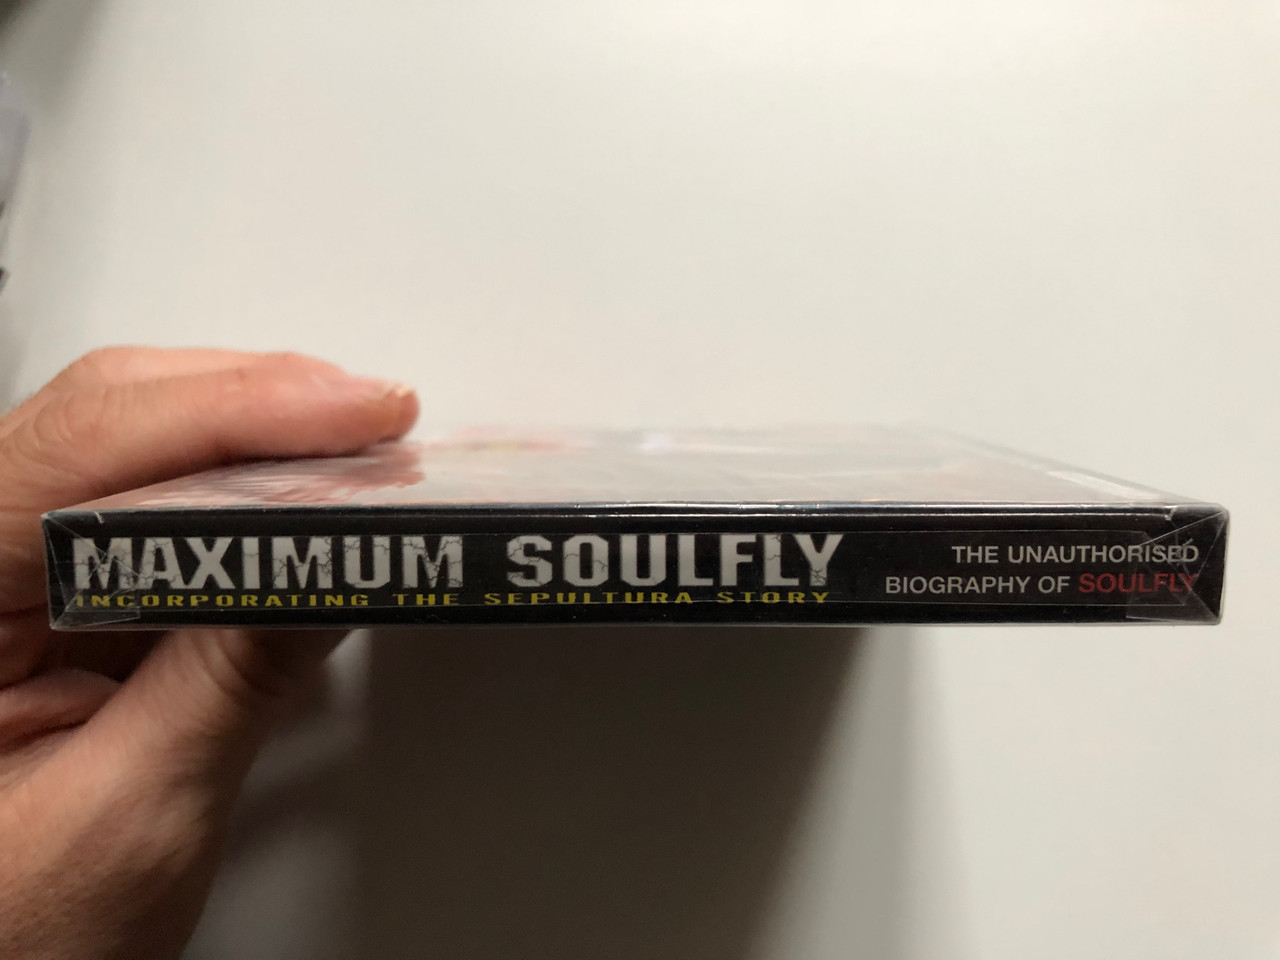 MAXIMUM SOULFLY
INCORPORATING THE SEPULTURA STORY
THE UNAUTHORISED
BIOGRAPHY OF SOULFLY